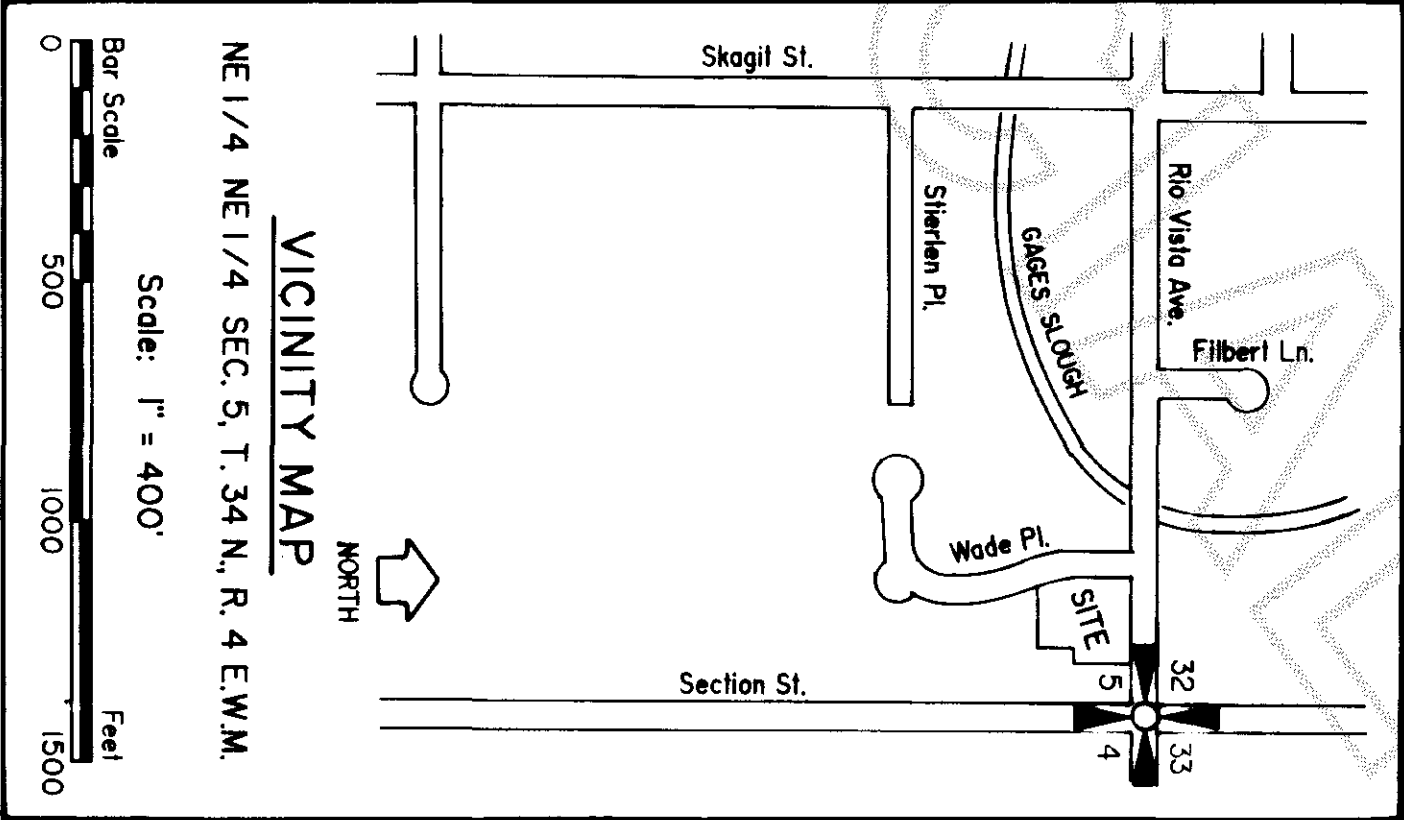 Skagit St.
Rio Vista Ave.
Filbert Ln.
Stierlen Pl.
GAGES SLOUGH
Wade Pl.
SITE
32
33
5
4
Section St.
NORTH
VICINITY MAP
NE 1/4 NE 1/4 SEC. 5, T. 34 N., R. 4 E.W.M.
Scale: 1" = 400'
Bar Scale
Feet
0 500 1000 1500